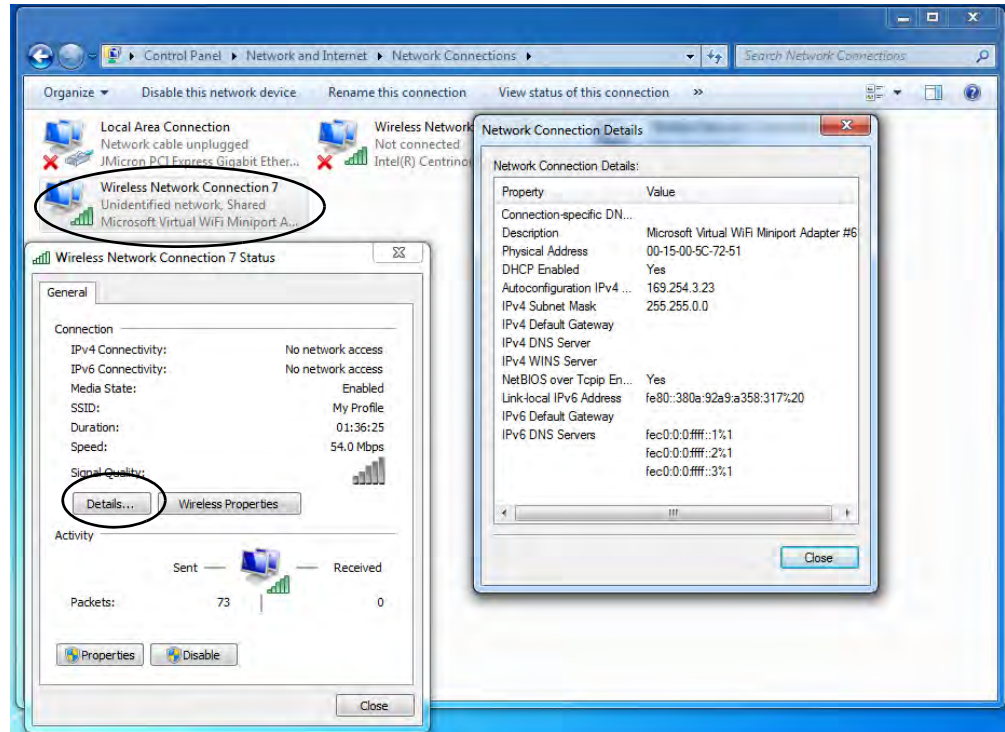 Control Panel ▸ Network and Internet ▸ Network Connections ▸
Search Network Connections
Organize Disable this network device Rename this connection View status of this connection »
Local Area Connection
Network cable unplugged
JMicron PCI Express Gigabit Ether...
Wireless Network
Not connected
Intel(R) Centrino
Wireless Network Connection 7
Unidentified network, Shared
Microsoft Virtual WiFi Miniport A...
Wireless Network Connection 7 Status
General
Connection
IPv4 Connectivity: No network access
IPv6 Connectivity: No network access
Media State: Enabled
SSID: My Profile
Duration: 01:36:25
Speed: 54.0 Mbps
Signal Quality:
Details... Wireless Properties
Activity
Sent Received
Packets: 73 0
Properties Disable
Close
Network Connection Details
Network Connection Details:
Property Value
Connection-specific DN...
Description Microsoft Virtual WiFi Miniport Adapter #6
Physical Address 00-15-00-5C-72-51
DHCP Enabled Yes
Autoconfiguration IPv4 ... 169.254.3.23
IPv4 Subnet Mask 255.255.0.0
IPv4 Default Gateway
IPv4 DNS Server
IPv4 WINS Server
NetBIOS over Tcpip En... Yes
Link-local IPv6 Address fe80::380a:92a9:a358:317%20
IPv6 Default Gateway
IPv6 DNS Servers fec0:0:0:ffff::1%1
fec0:0:0:ffff::2%1
fec0:0:0:ffff::3%1
Close